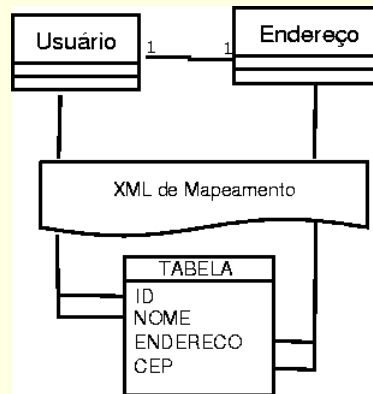 Usuário
1
1
Endereço
XML de Mapeamento
TABELA
ID
NOME
ENDERECO
CEP